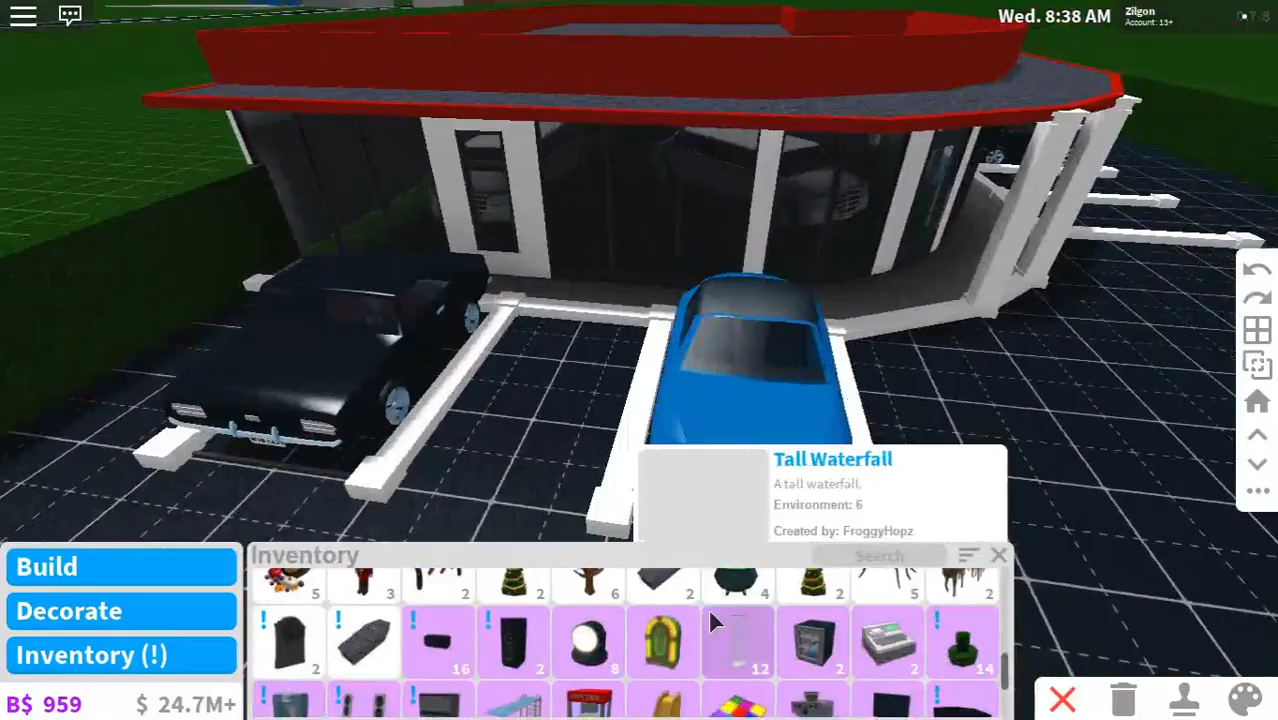 Wed. 8:38 AM
Zilgon
Account: 13+
Tall Waterfall
A tall waterfall.
Environment: 6
Created by: FroggyHopz
Build
Decorate
Inventory (!)
B$ 959
$ 24.7M+
Inventory
Search
5
3
2
2
6
2
4
2
5
2
!
2
!
!
16
!
2
8
12
2
2
!
14
!
!
!
!